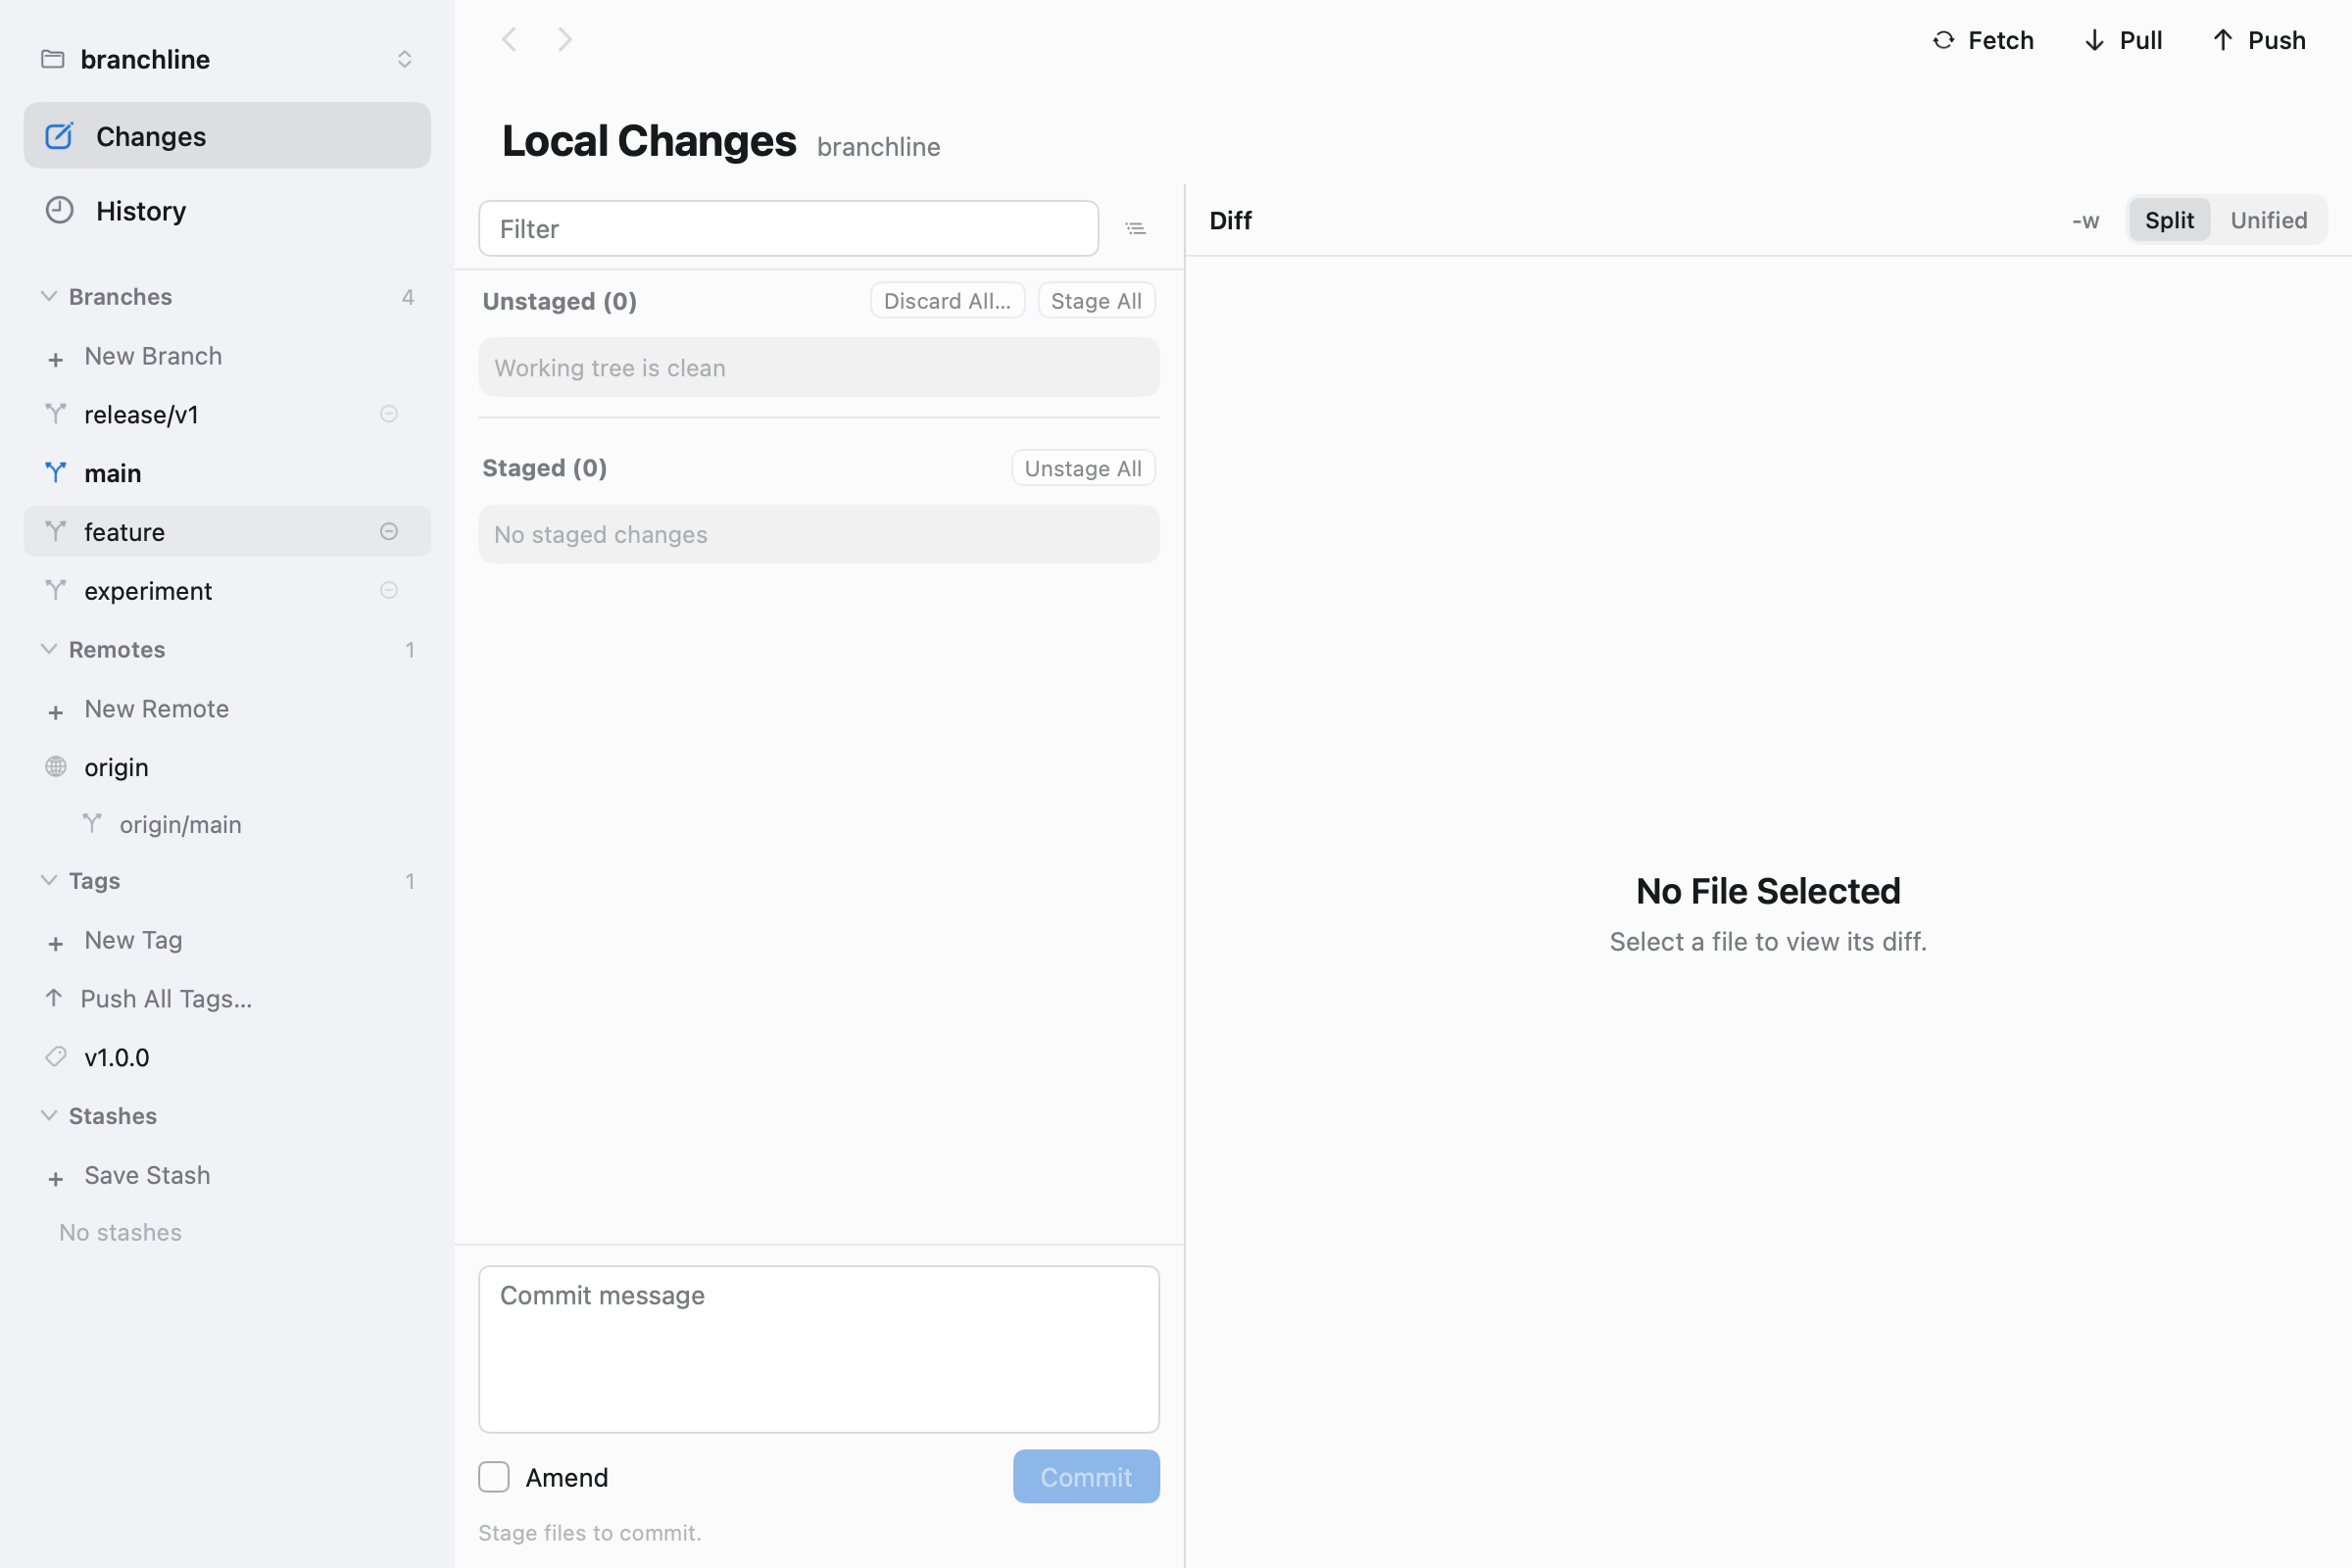 branchline
Changes
History
Branches 4
New Branch
release/v1
main
feature
experiment
Remotes 1
New Remote
origin
origin/main
Tags 1
New Tag
Push All Tags...
v1.0.0
Stashes
Save Stash
No stashes
Fetch Pull Push
Local Changes branchline
Filter
Unstaged (0) Discard All... Stage All
Working tree is clean
Staged (0) Unstage All
No staged changes
Commit message
Amend Commit
Stage files to commit.
Diff -w Split Unified
No File Selected
Select a file to view its diff.